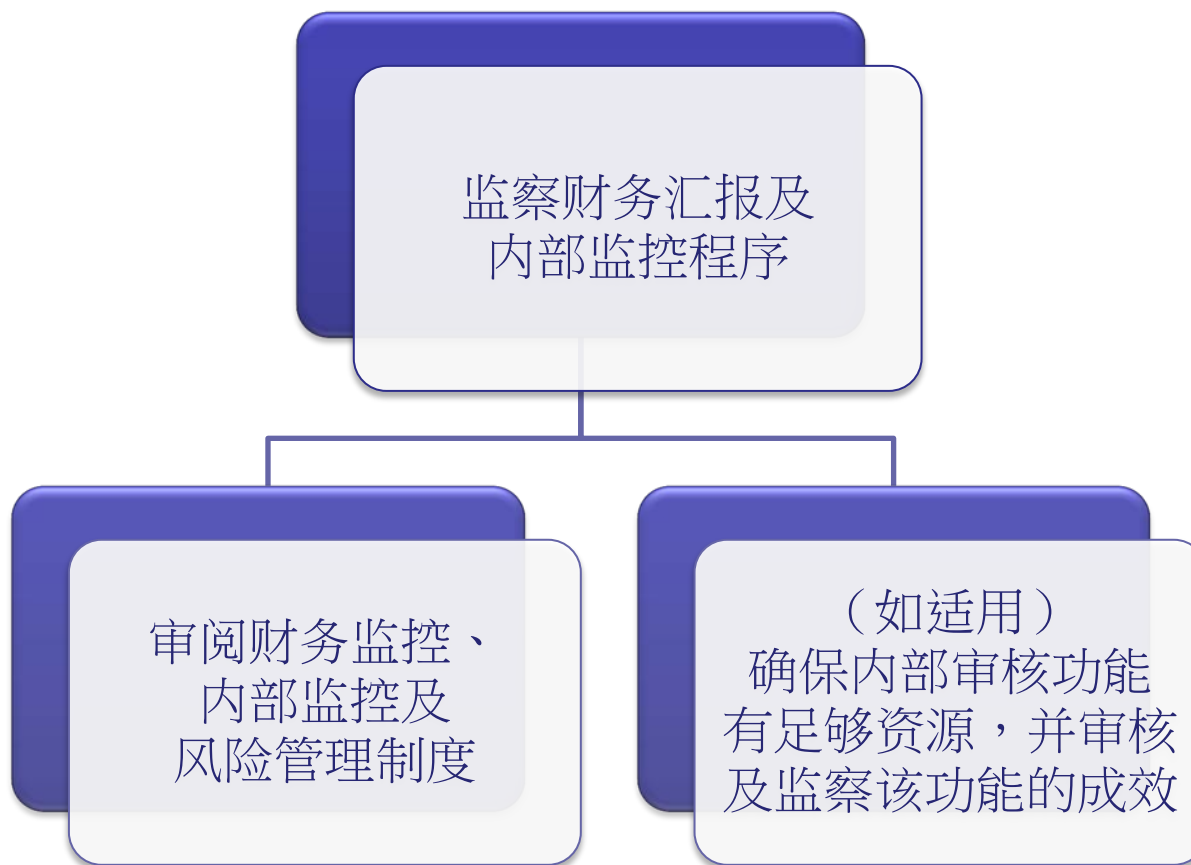 监察财务汇报及
内部监控程序
审阅财务监控、
内部监控及
风险管理制度
（如适用）
确保内部审核功能
有足够资源，并审核
及监察该功能的成效